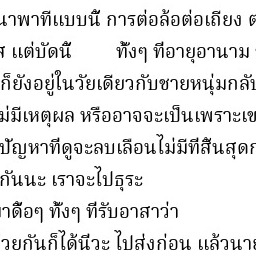 นาพาทีแบบนี้ การต่อล้อต่อเถียง
แต่บัดนี้ ทั้งๆ ที่อายุอานาม
ก็ยังอยู่ในวัยเดียวกับชายหนุ่มกลับ
ม่มีเหตุผล หรืออาจจะเป็นเพราะเข
ปัญหาที่ดูจะลบเลือนไม่มีที่สิ้นสุดก
กันนะ เราจะไปธุระ
าดื้อๆ ทั้งๆ ที่รับอาสาว่า
วยกันก็ได้นี่วะ ไปส่งก่อน แล้วนาย